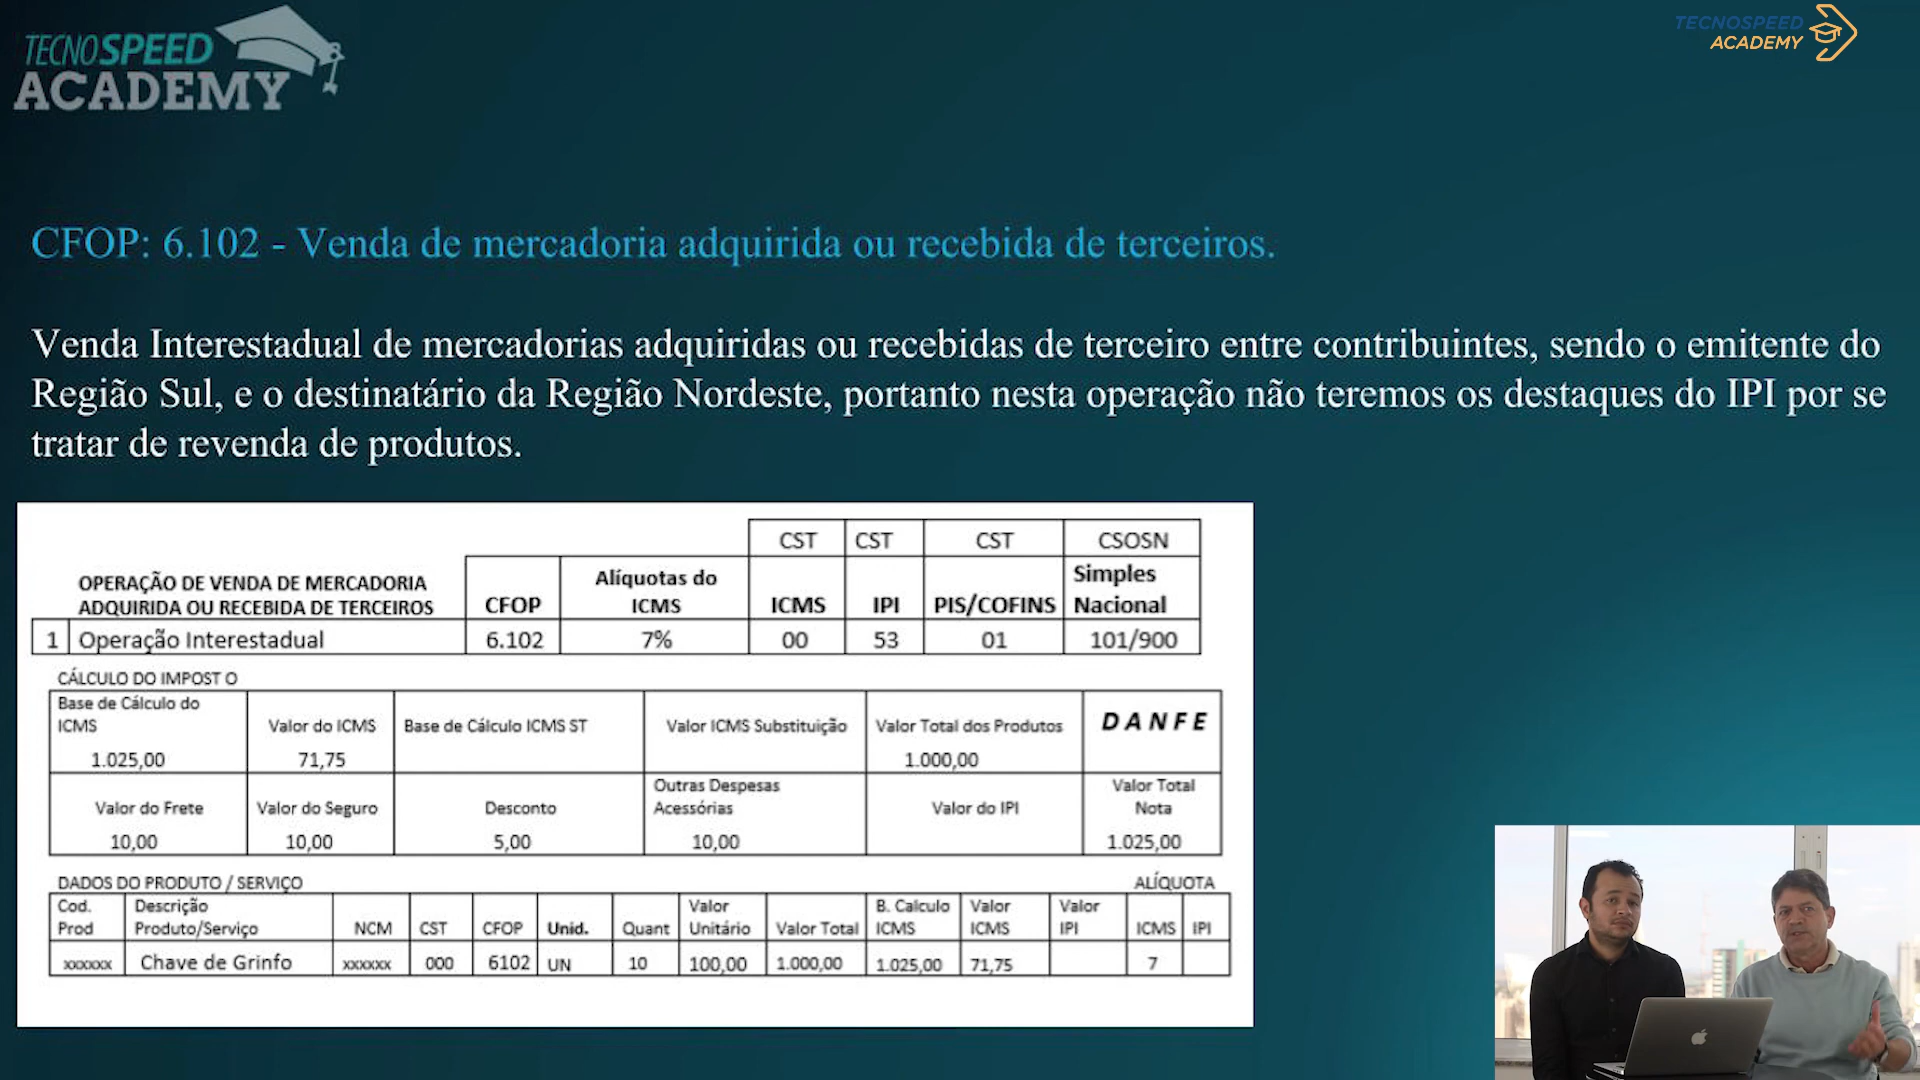 TECNOSPEED
ACADEMY
TECNOSPEED
ACADEMY
CFOP: 6.102 - Venda de mercadoria adquirida ou recebida de terceiros.
Venda Interestadual de mercadorias adquiridas ou recebidas de terceiro entre contribuintes, sendo o emitente do
Região Sul, e o destinatário da Região Nordeste, portanto nesta operação não teremos os destaques do IPI por se
tratar de revenda de produtos.
CST CST CST CSOSN
OPERAÇÃO DE VENDA DE MERCADORIA
ADQUIRIDA OU RECEBIDA DE TERCEIROS
CFOP
Alíquotas do
ICMS
ICMS IPI PIS/COFINS
Simples
Nacional
1 Operação Interestadual 6.102 7% 00 53 01 101/900
CÁLCULO DO IMPOST O
Base de Cálculo do
ICMS
Valor do ICMS Base de Cálculo ICMS ST Valor ICMS Substituição Valor Total dos Produtos DANFE
1.025,00 71,75 1.000,00
Valor do Frete Valor do Seguro Desconto
Outras Despesas
Acessórias
Valor do IPI
Valor Total
Nota
10,00 10,00 5,00 10,00 1.025,00
DADOS DO PRODUTO / SERVIÇO ALÍQUOTA
Cod.
Prod
Descrição
Produto/Serviço
NCM CST CFOP Unid. Quant
Valor
Unitário
Valor Total
B. Calculo
ICMS
Valor
ICMS
Valor
IPI
ICMS IPI
xxxxxx Chave de Grinfo xxxxxx 000 6102 UN 10 100,00 1.000,00 1.025,00 71,75 7